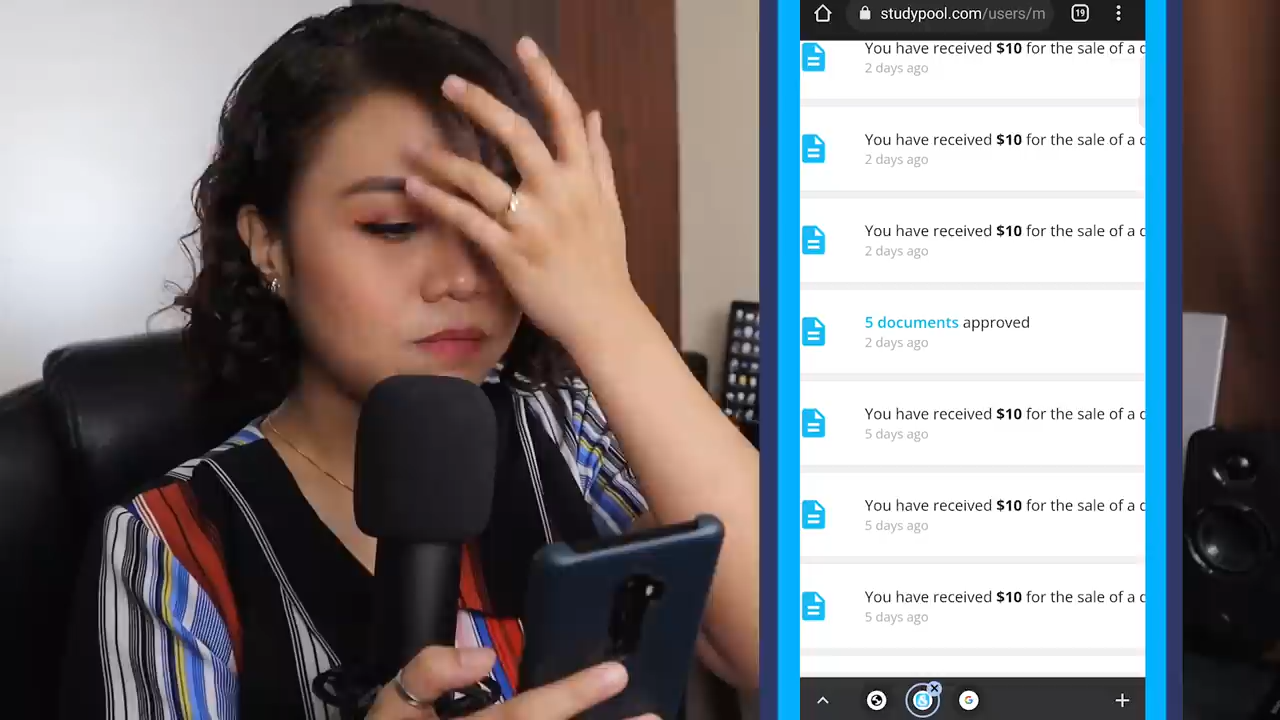 studypool.com/users/m
19
You have received $10 for the sale of a
2 days ago
You have received $10 for the sale of a
2 days ago
You have received $10 for the sale of a
2 days ago
5 documents approved
2 days ago
You have received $10 for the sale of a
5 days ago
You have received $10 for the sale of a
5 days ago
You have received $10 for the sale of a
5 days ago
G